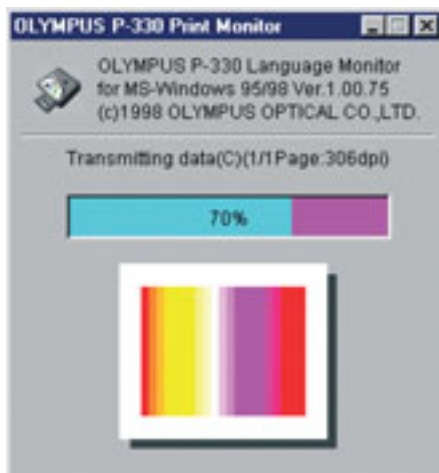 OLYMPUS P-330 Print Monitor
OLYMPUS P-330 Language Monitor
for MS-Windows 95/98 Ver.1.00.75
(c)1998 OLYMPUS OPTICAL CO.,LTD.
Transmitting data(C)(1/1Page:306dpi)
70%